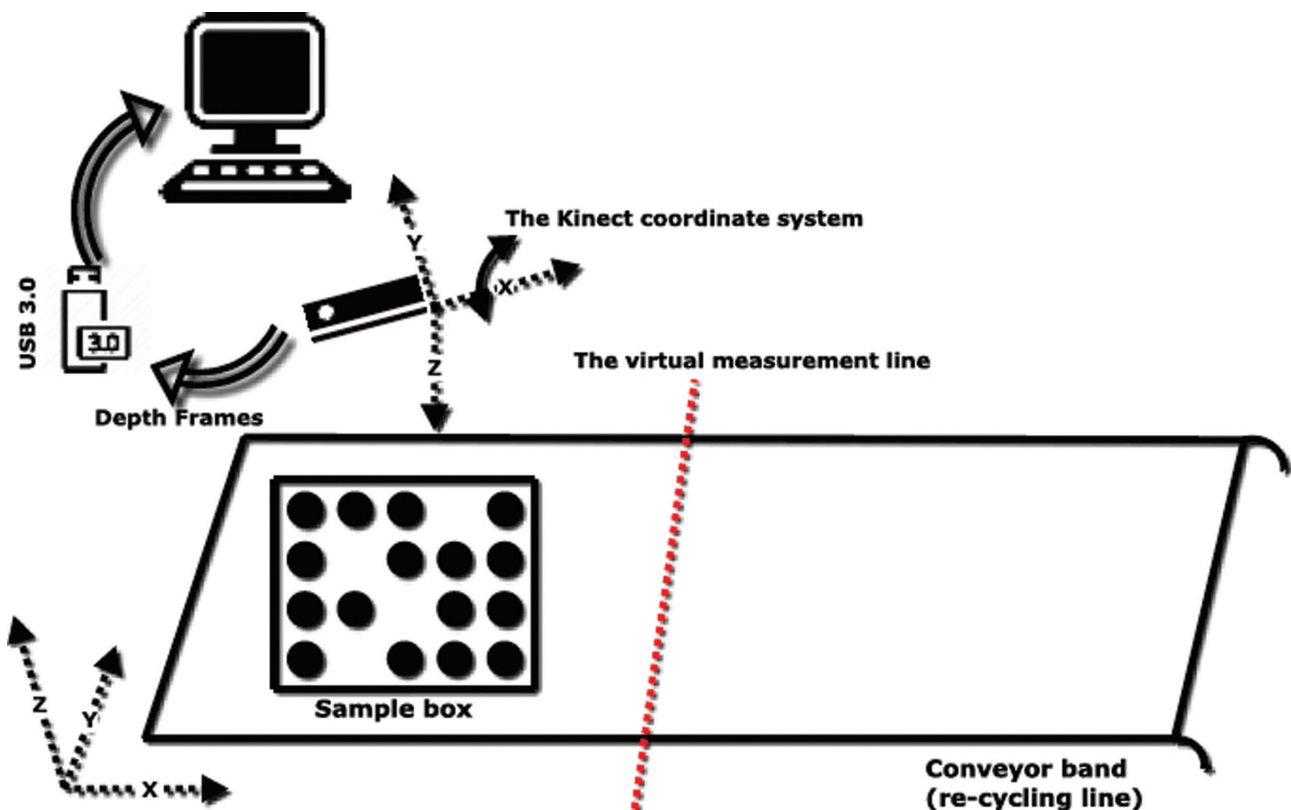 The Kinect coordinate system
Y
X
USB 3.0
3.0
Z
The virtual measurement line
Depth Frames
Z
Y
X
Sample box
Conveyor band
(re-cycling line)